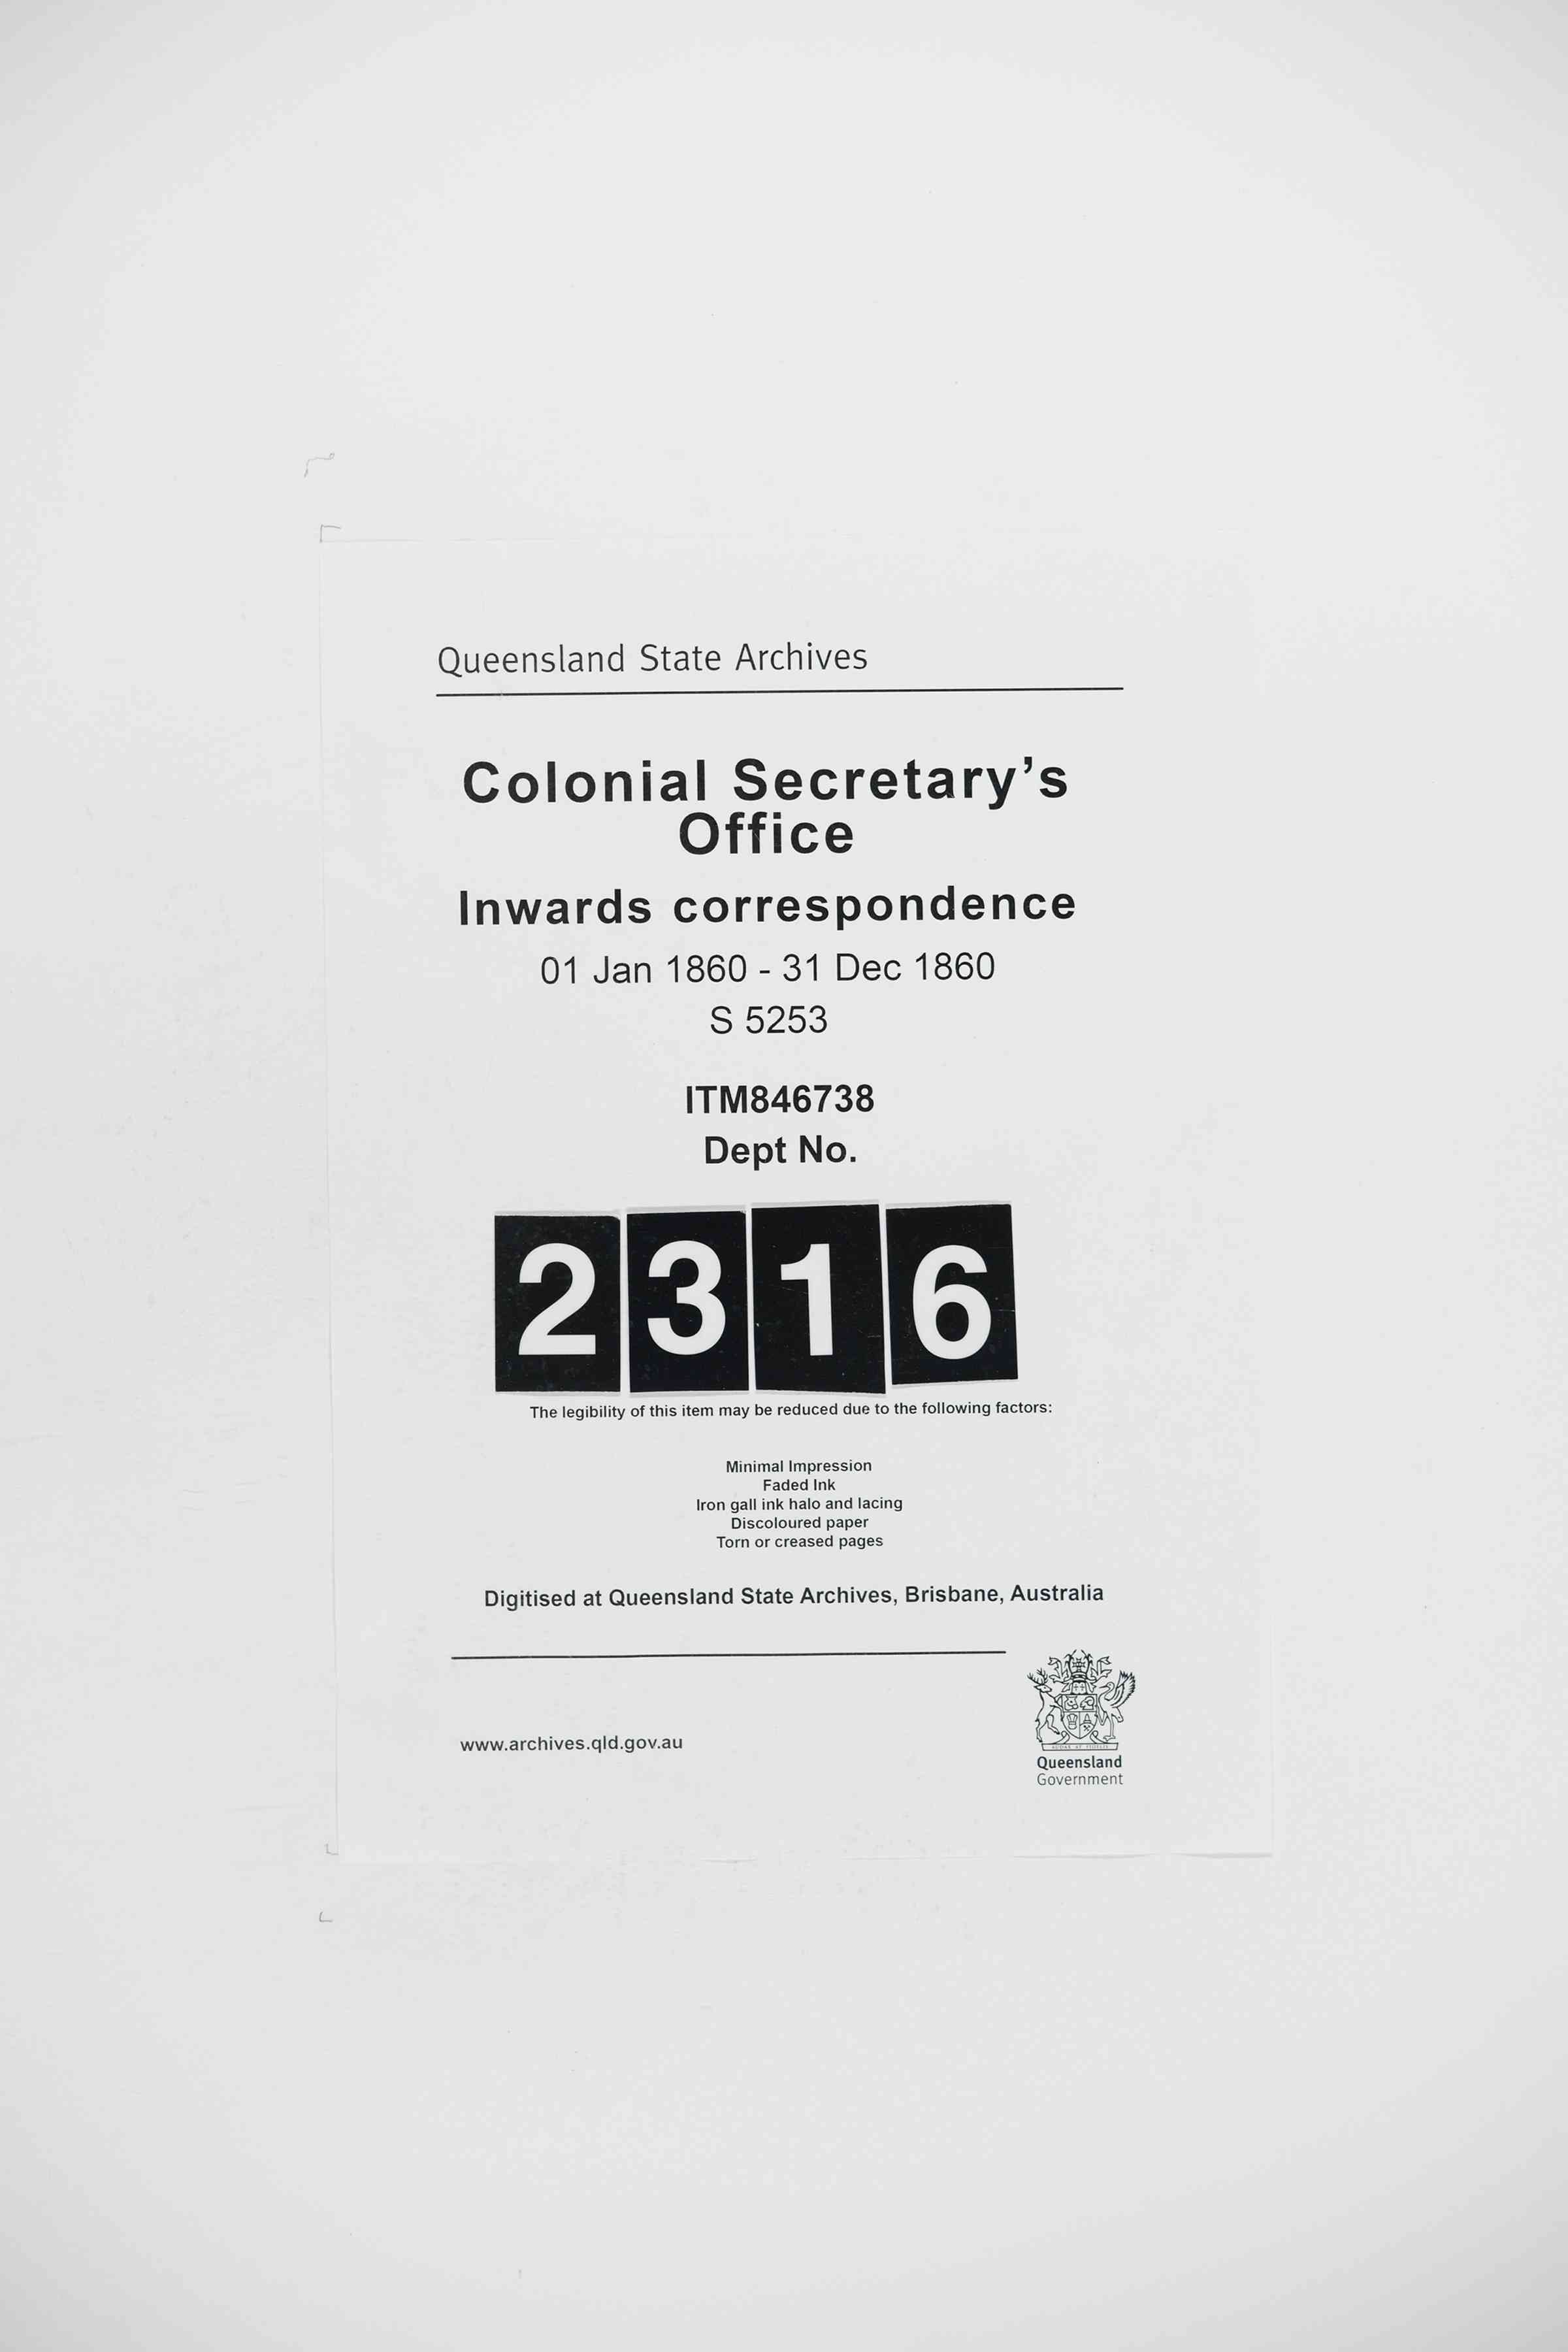 Queensland State Archives
Colonial Secretary’s
Office
Inwards correspondence
01 Jan 1860 - 31 Dec 1860
S 5253
ITM846738
Dept No.
2316
The legibility of this item may be reduced due to the following factors:
Minimal Impression
Faded Ink
Iron gall ink halo and lacing
Discoloured paper
Torn or creased pages
Digitised at Queensland State Archives, Brisbane, Australia
www.archives.qld.gov.au
Queensland
Government